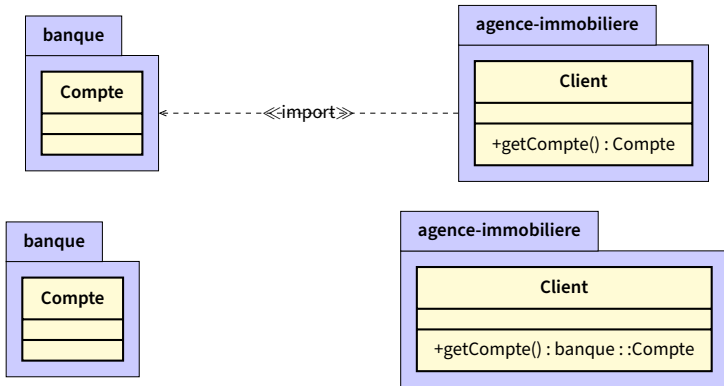 banque
agence-immobiliere
Compte
Client
≪import≫
+getCompte() : Compte
banque
agence-immobiliere
Compte
Client
+getCompte() : banque : :Compte